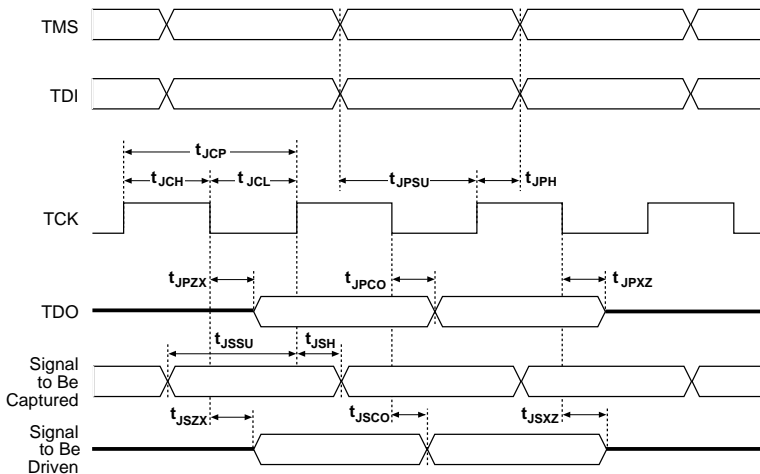 TMS
TDI
tJCP
tJCH
tJCL
tJPSU
tJPH
TCK
tJPZX
tJPCO
tJPXZ
TDO
tJSSU
tJSH
Signal
to Be
Captured
tJSZX
tJSCO
tJSXZ
Signal
to Be
Driven